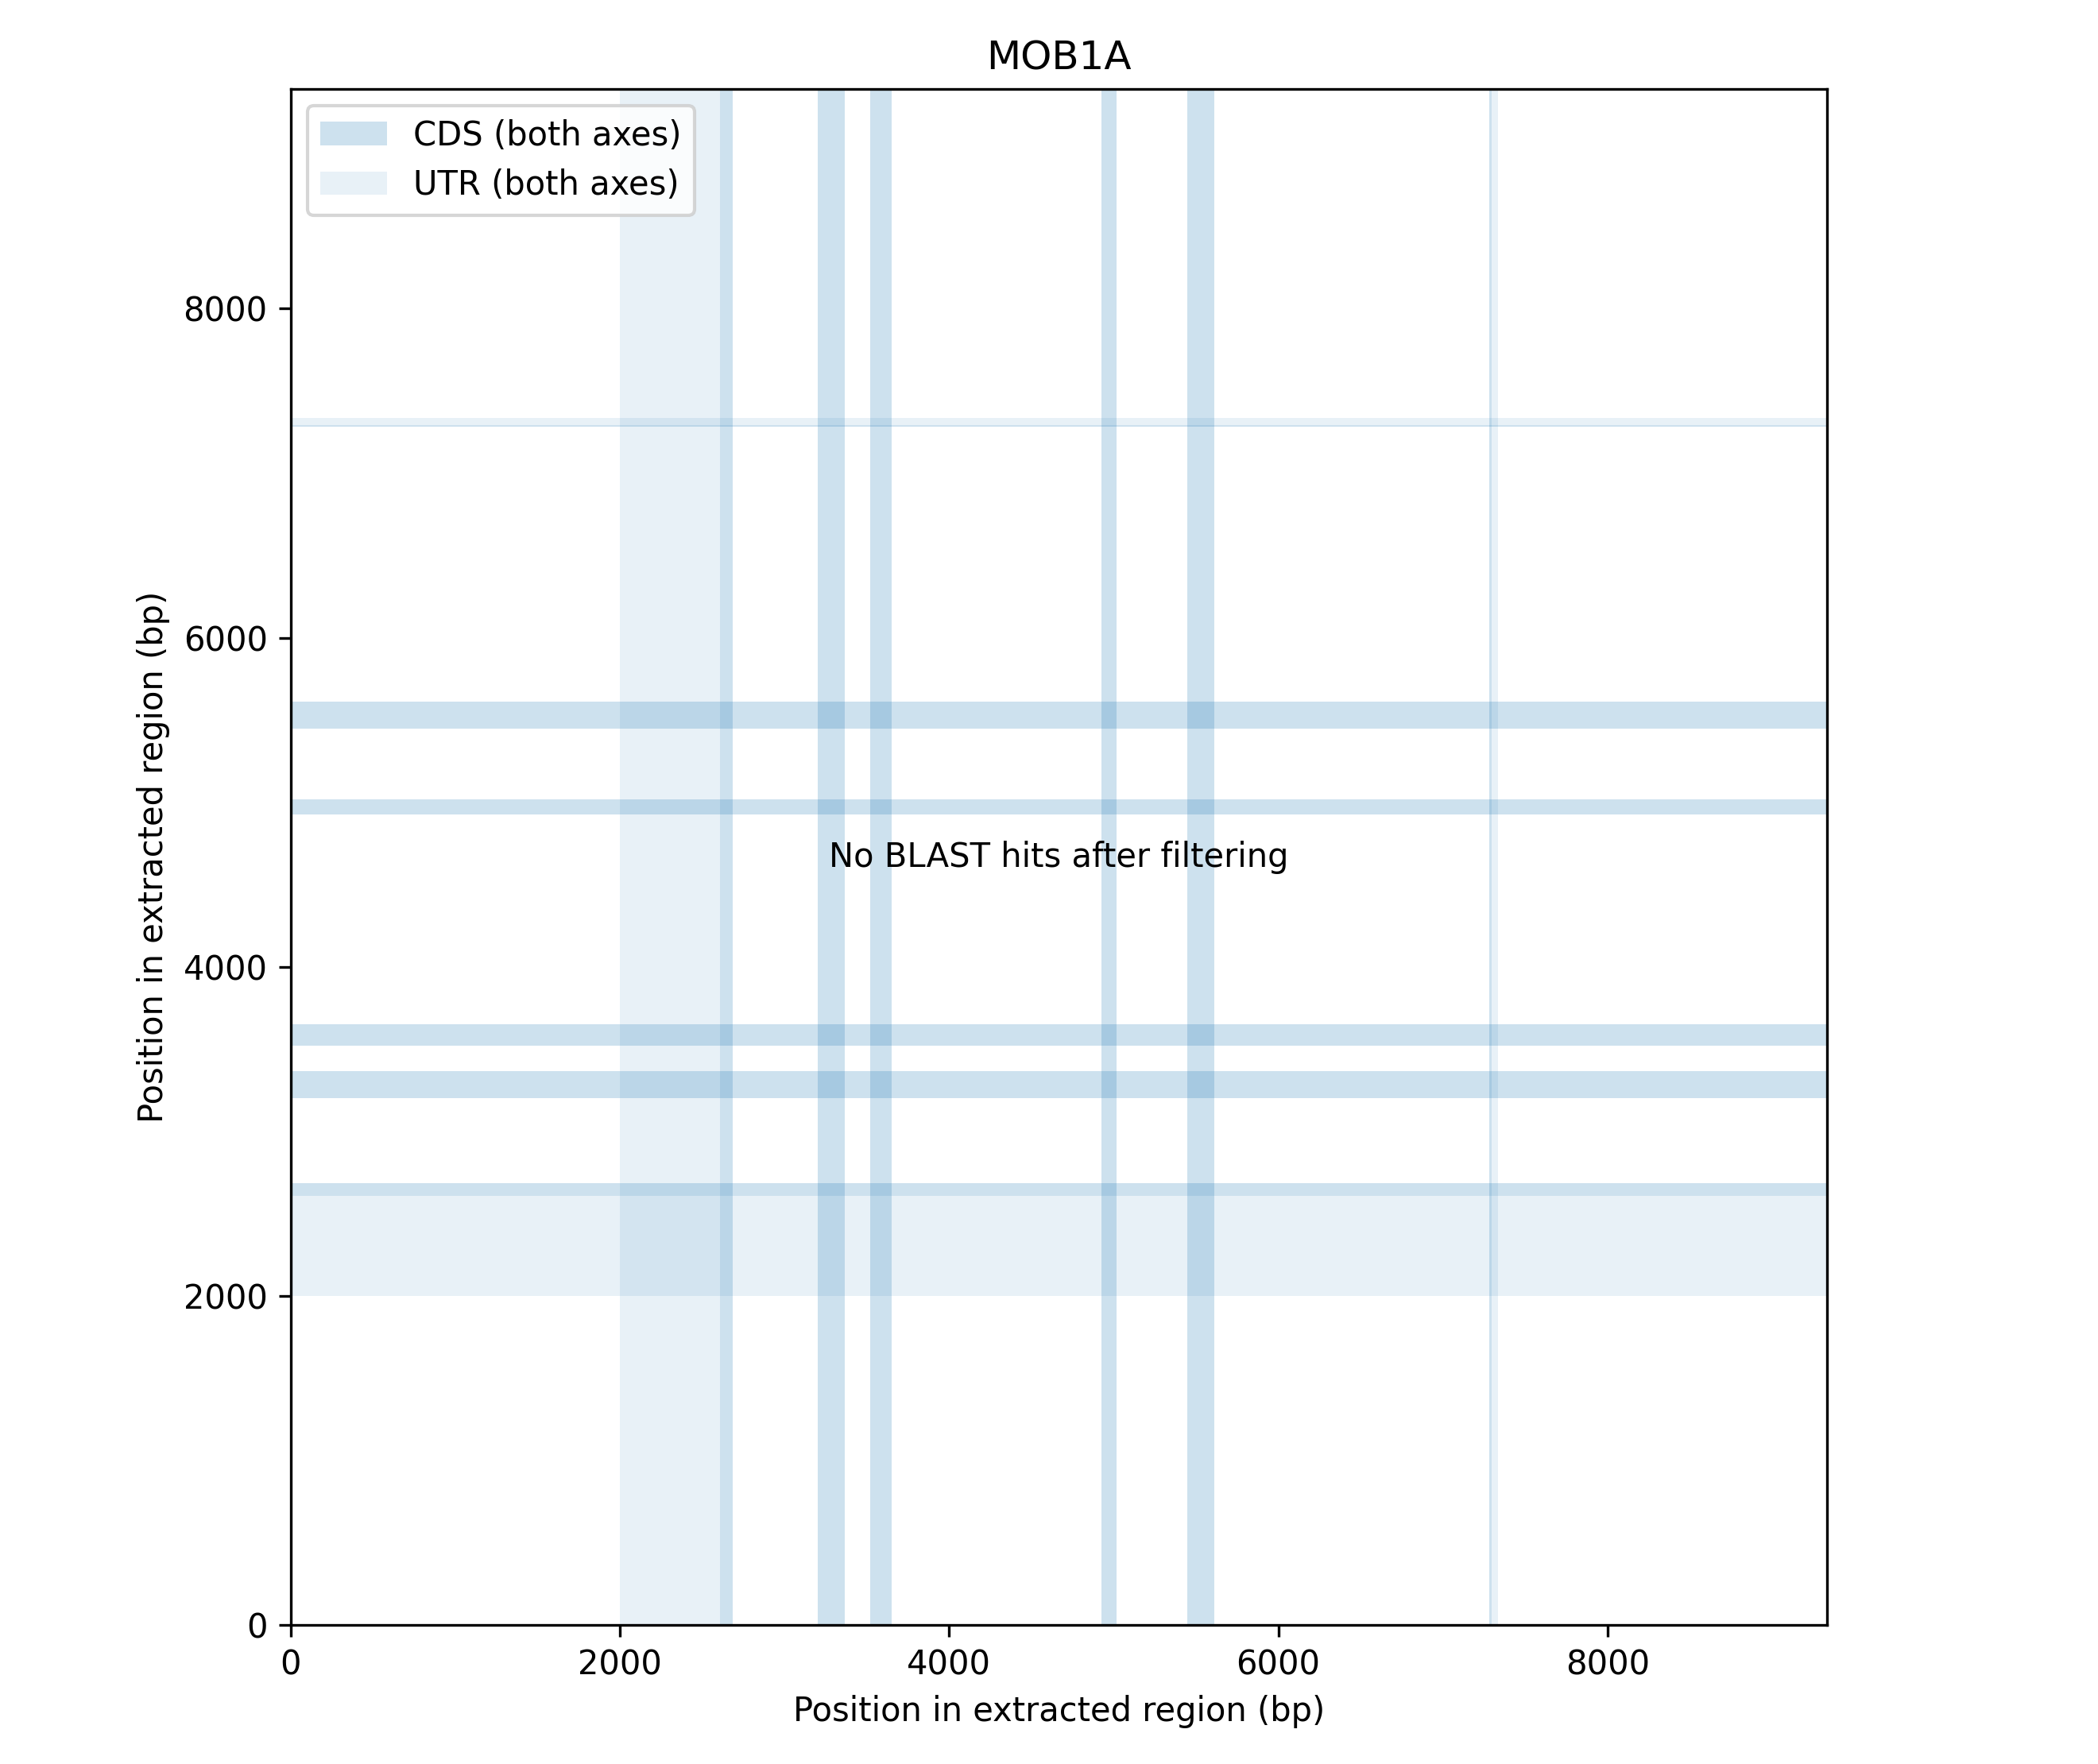 MOB1A
CDS (both axes)
UTR (both axes)
8000
6000
4000
2000
0
Position in extracted region (bp)
No BLAST hits after filtering
0 2000 4000 6000 8000
Position in extracted region (bp)